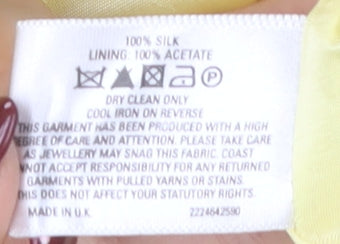 100% SILK
LINING: 100% ACETATE
P
DRY CLEAN ONLY
COOL IRON ON REVERSE
THIS GARMENT HAS BEEN PRODUCED WITH A HIGH
DEGREE OF CARE AND ATTENTION. PLEASE TAKE CARE
AS JEWELLERY MAY SNAG THIS FABRIC. COAST
NOT ACCEPT RESPONSIBILITY FOR ANY RETURNED
GARMENTS WITH PULLED YARNS OR STAINS.
THIS DOES NOT AFFECT YOUR STATUTORY RIGHTS.
MADE IN U.K. 2224642590